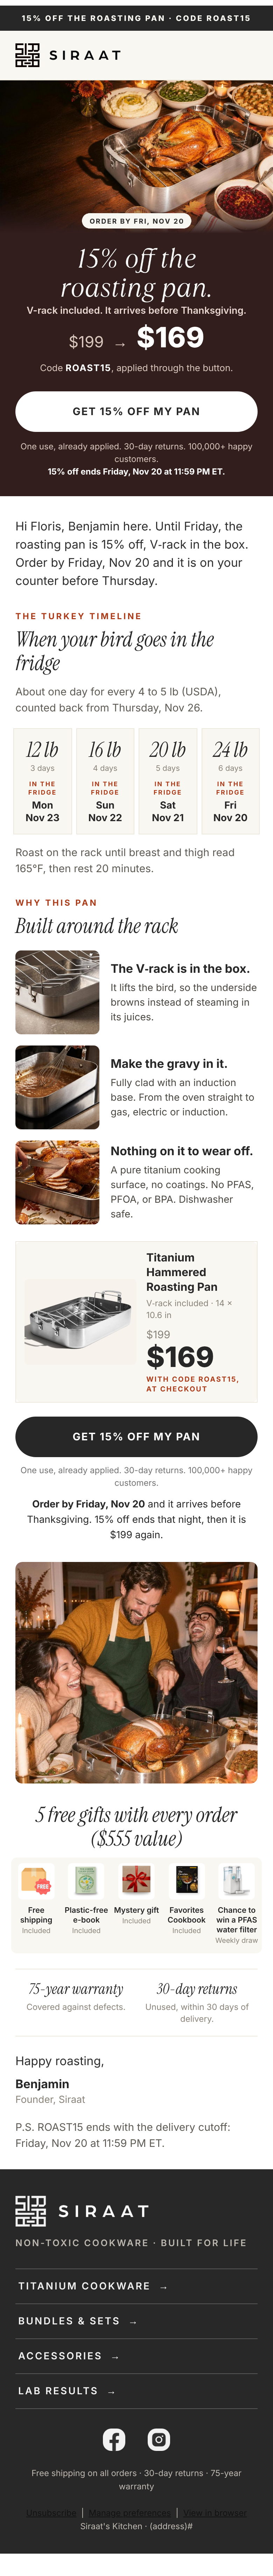 15% OFF THE ROASTING PAN · CODE ROAST15
SIRAAT
ORDER BY FRI, NOV 20
15% off the
roasting pan.
V-rack included. It arrives before Thanksgiving.
$199 → $169
Code ROAST15, applied through the button.
GET 15% OFF MY PAN
One use, already applied. 30-day returns. 100,000+ happy
customers.
15% off ends Friday, Nov 20 at 11:59 PM ET.
Hi Floris, Benjamin here. Until Friday, the
roasting pan is 15% off, V-rack in the box.
Order by Friday, Nov 20 and it is on your
counter before Thursday.
THE TURKEY TIMELINE
When your bird goes in the
fridge
About one day for every 4 to 5 lb (USDA),
counted back from Thursday, Nov 26.
12 lb
3 days
IN THE
FRIDGE
Mon
Nov 23
16 lb
4 days
IN THE
FRIDGE
Sun
Nov 22
20 lb
5 days
IN THE
FRIDGE
Sat
Nov 21
24 lb
6 days
IN THE
FRIDGE
Fri
Nov 20
Roast on the rack until breast and thigh read
165°F, then rest 20 minutes.
WHY THIS PAN
Built around the rack
The V-rack is in the box.
It lifts the bird, so the underside
browns instead of steaming in
its juices.
Make the gravy in it.
Fully clad with an induction
base. From the oven straight to
gas, electric or induction.
Nothing on it to wear off.
A pure titanium cooking
surface, no coatings. No PFAS,
PFOA, or BPA. Dishwasher
safe.
Titanium
Hammered
Roasting Pan
V-rack included · 14 ×
10.6 in
$199
$169
WITH CODE ROAST15,
AT CHECKOUT
GET 15% OFF MY PAN
One use, already applied. 30-day returns. 100,000+ happy
customers.
Order by Friday, Nov 20 and it arrives before
Thanksgiving. 15% off ends that night, then it is
$199 again.
5 free gifts with every order
($555 value)
FREE
Free
shipping
Included
Plastic-free
e-book
Included
Mystery gift
Included
Favorites
Cookbook
Included
Chance to
win a PFAS
water filter
Weekly draw
75-year warranty
Covered against defects.
30-day returns
Unused, within 30 days of
delivery.
Happy roasting,
Benjamin
Founder, Siraat
P.S. ROAST15 ends with the delivery cutoff:
Friday, Nov 20 at 11:59 PM ET.
SIRAAT
NON-TOXIC COOKWARE · BUILT FOR LIFE
TITANIUM COOKWARE →
BUNDLES & SETS →
ACCESSORIES →
LAB RESULTS →
Free shipping on all orders · 30-day returns · 75-year
warranty
Unsubscribe | Manage preferences | View in browser
Siraat's Kitchen · (address)#